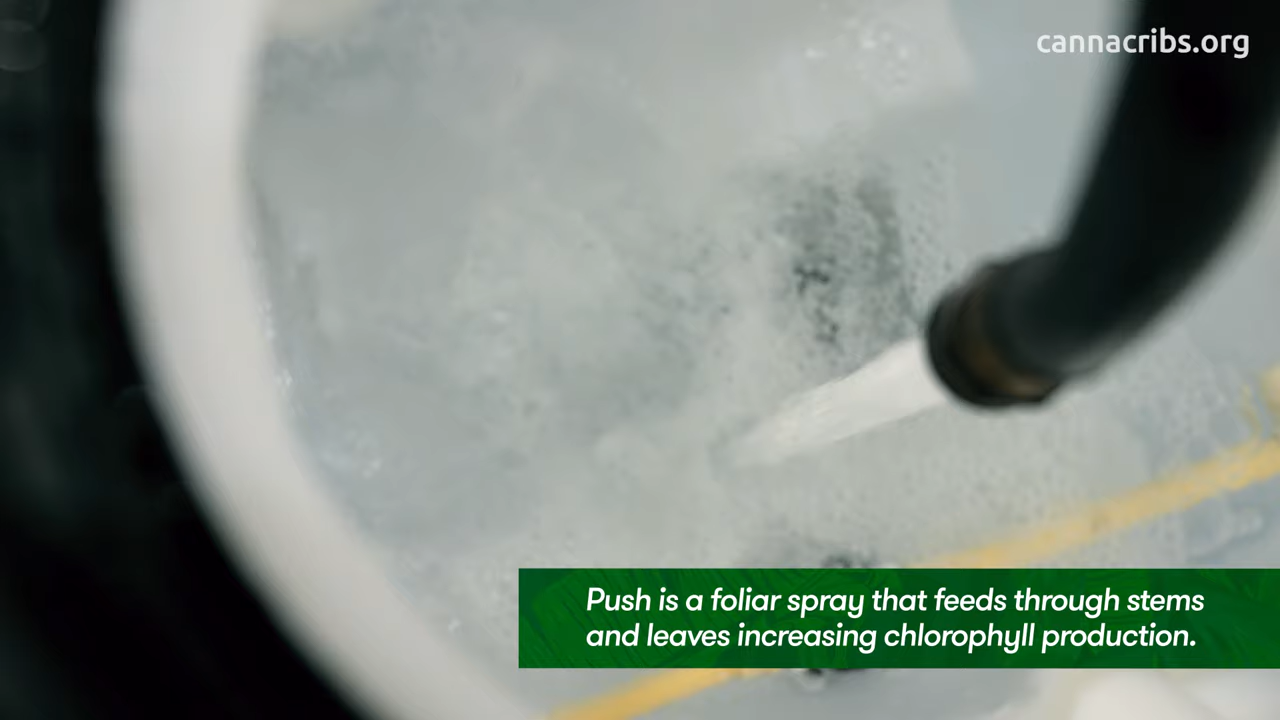 cannacribs.org
Push is a foliar spray that feeds through stems
and leaves increasing chlorophyll production.